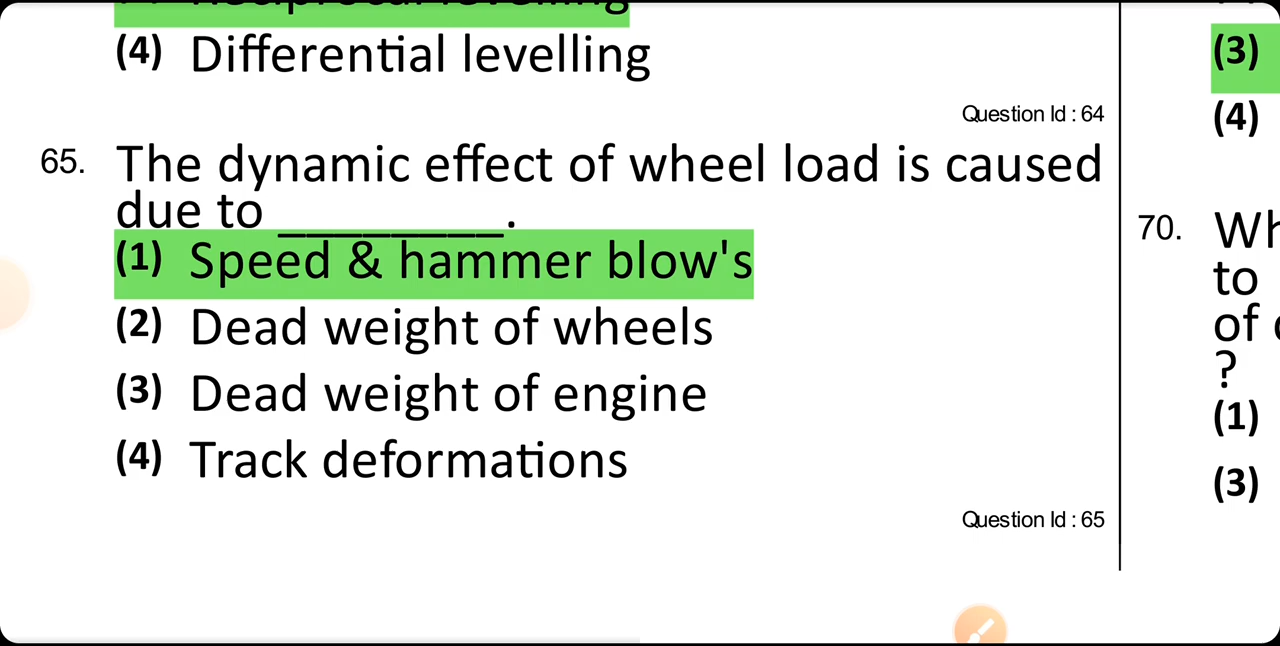 (4) Differential levelling
Question Id : 64
65. The dynamic effect of wheel load is caused
due to ________.
(1) Speed & hammer blow's
(2) Dead weight of wheels
(3) Dead weight of engine
(4) Track deformations
Question Id : 65
(3)
(4)
70. Wh
to
of
?
(1)
(3)